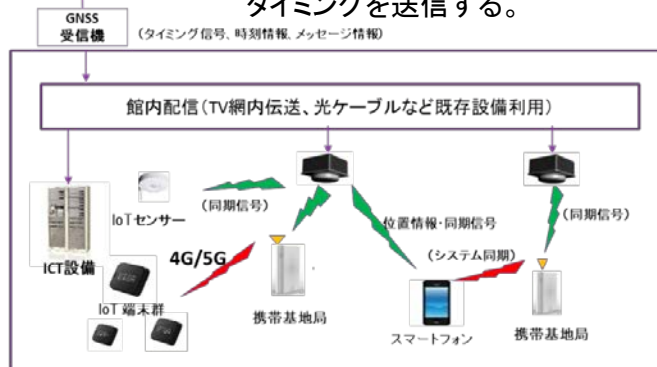 タイミングを送信する。
GNSS
受信機
(タイミング信号、時刻情報、メッセージ情報)
館内配信(TV網内伝送、光ケーブルなど既存設備利用)
IoTセンサー
(同期信号)
位置情報・同期信号
(同期信号)
ICT設備
4G/5G
(システム同期)
IoT 端末群
携帯基地局
スマートフォン
携帯基地局